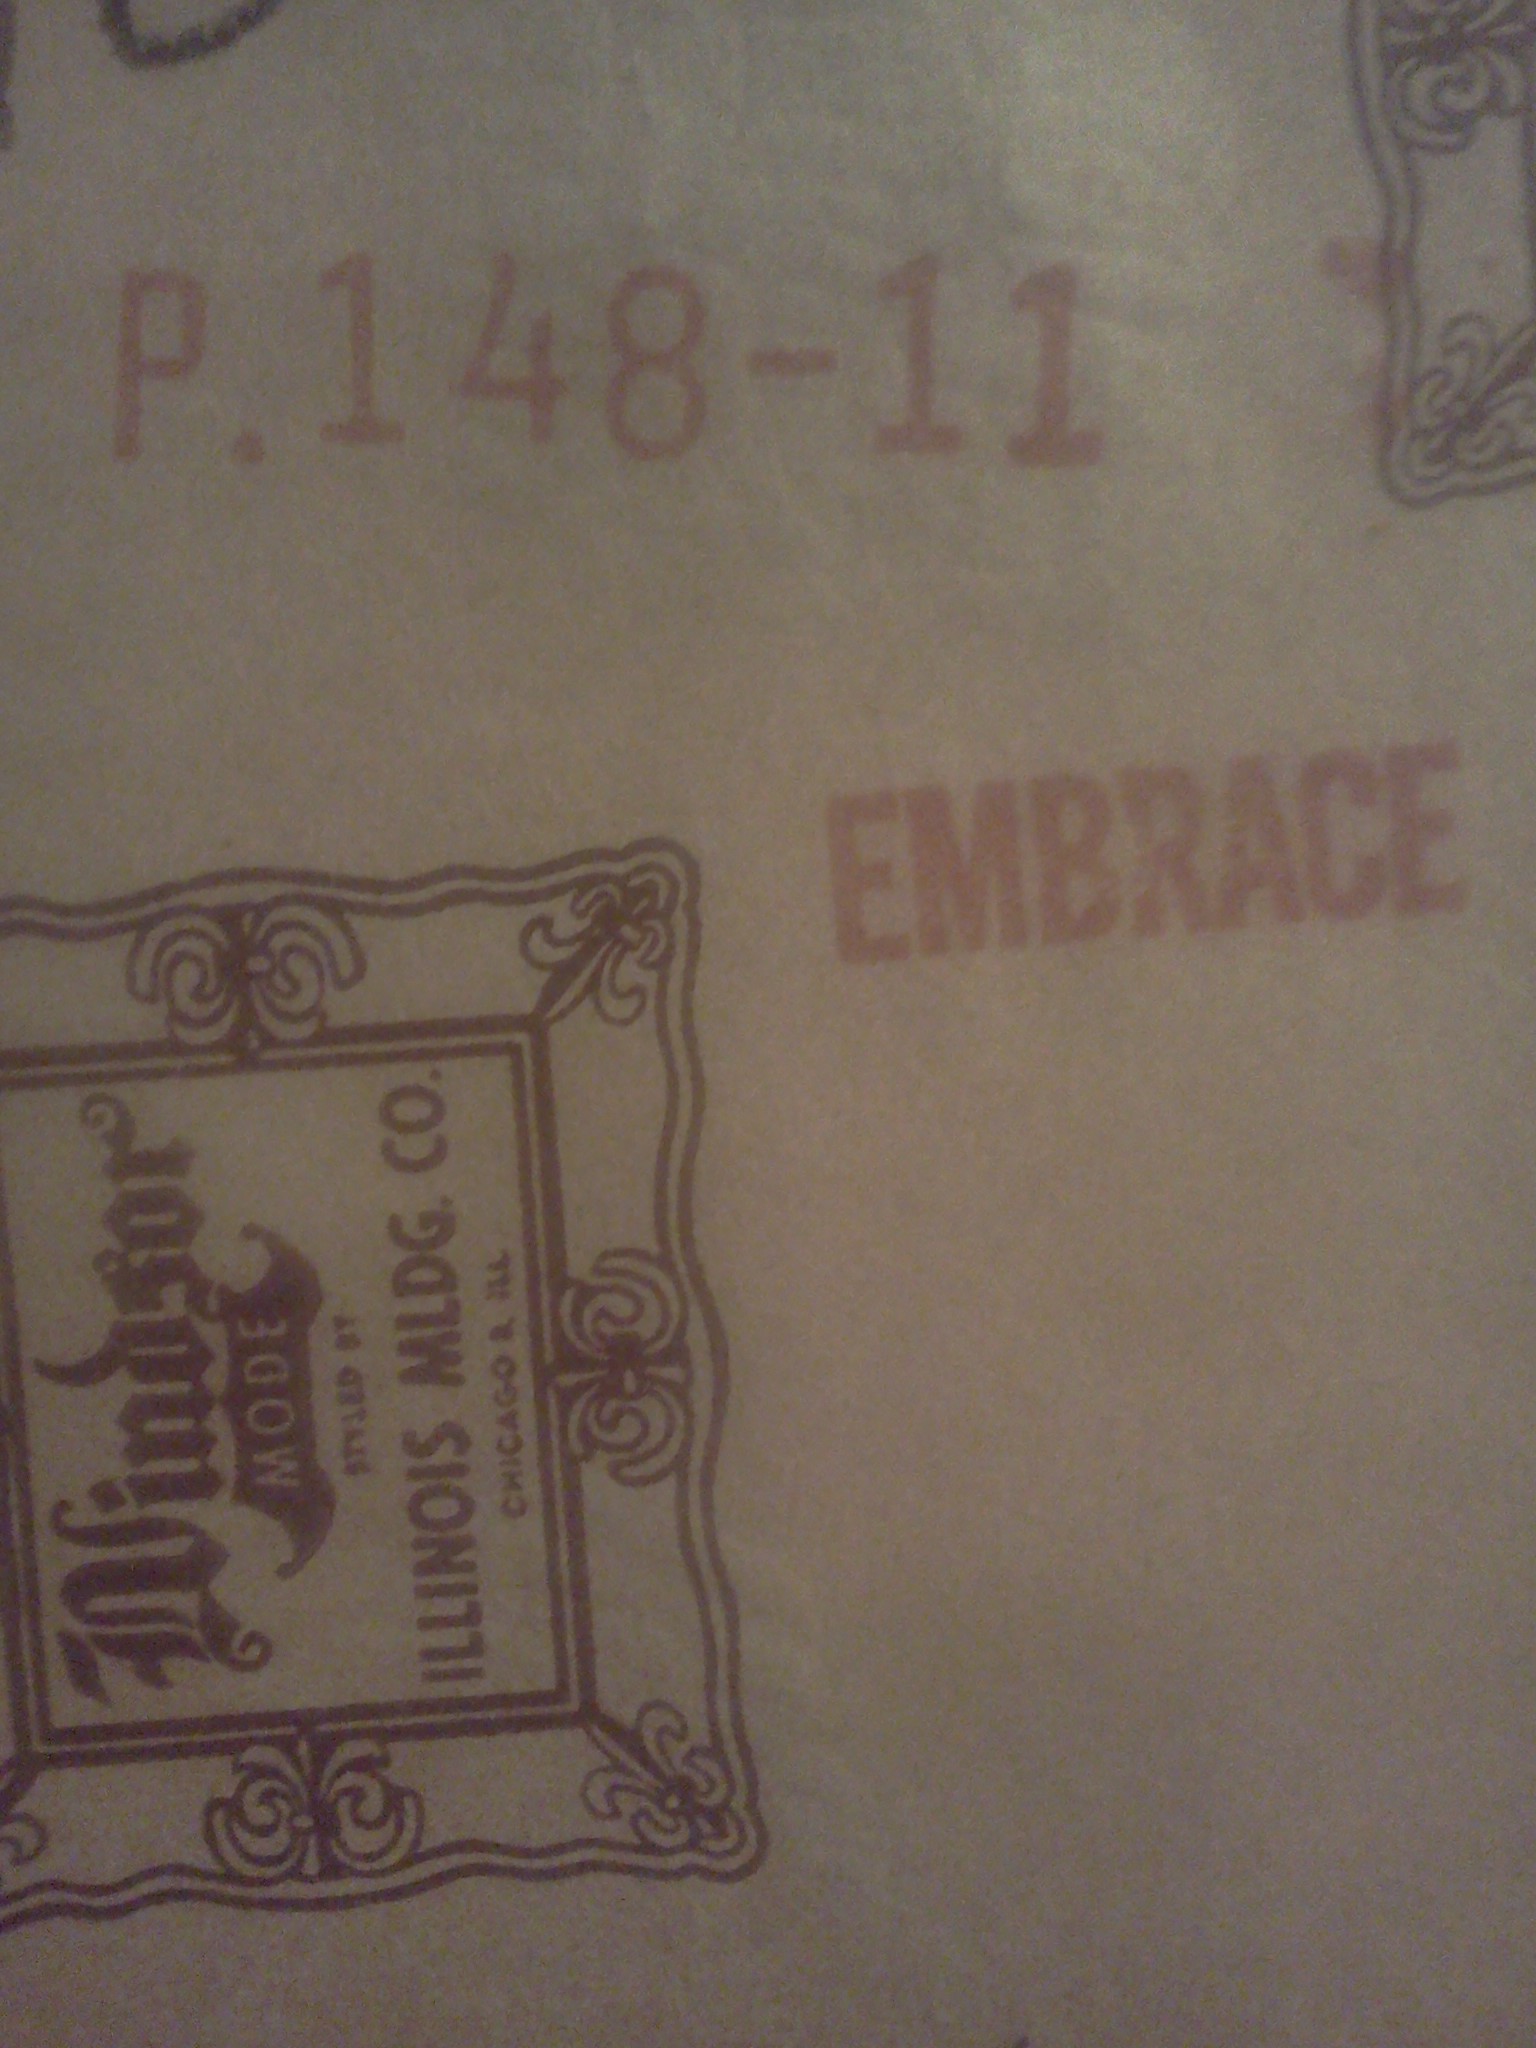 P.148-11
EMBRACE
Windsor
MODE
STYLED BY
ILLINOIS MLDG. CO.
CHICAGO 8. ILL